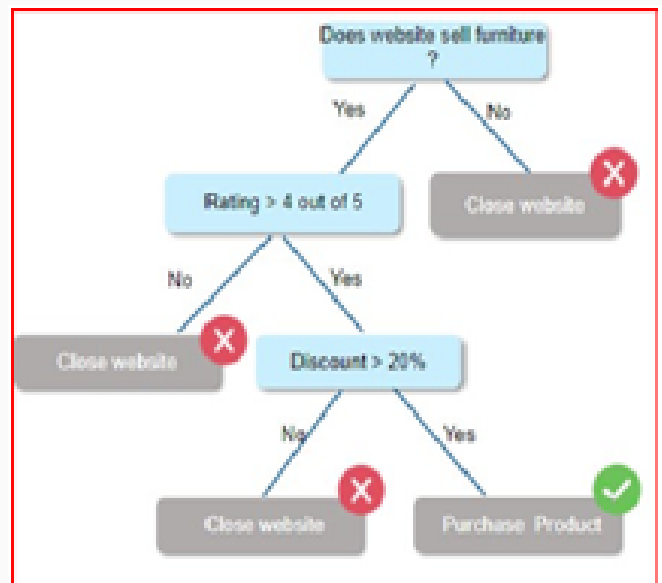 Does website sell furniture
?
Yes
No
Rating > 4 out of 5
Close website
No
Yes
Close website
Discount > 20%
No
Yes
Close website
Purchase Product